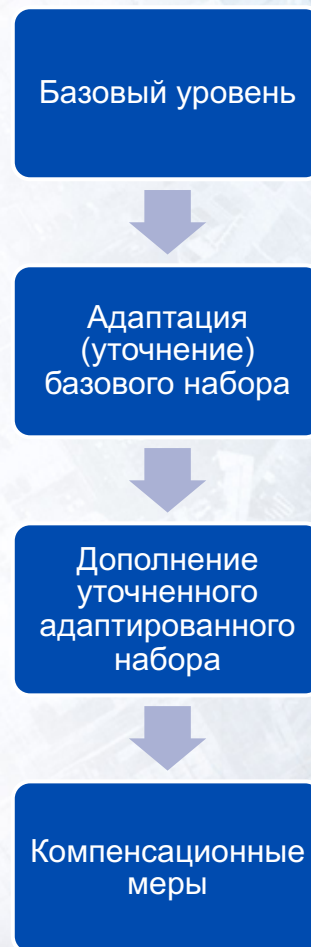 Базовый уровень
Адаптация
(уточнение)
базового набора
Дополнение
уточненного
адаптированного
набора
Компенсационные
меры